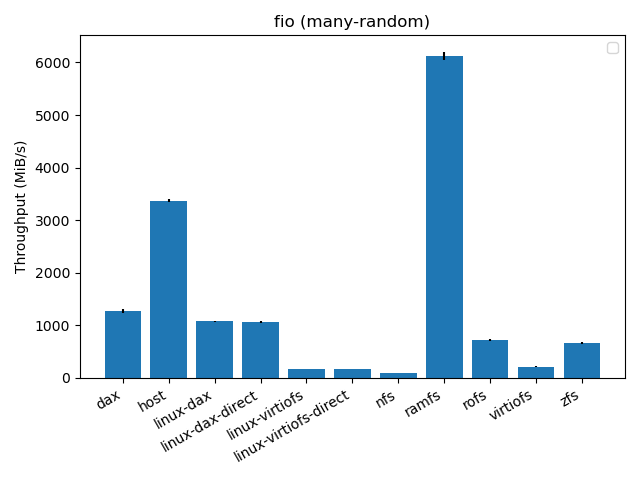 fio (many-random)
Throughput (MiB/s)
6000
5000
4000
3000
2000
1000
0
dax
host
linux-dax
linux-dax-direct
linux-virtiofs
linux-virtiofs-direct
nfs
ramfs
rofs
virtiofs
zfs